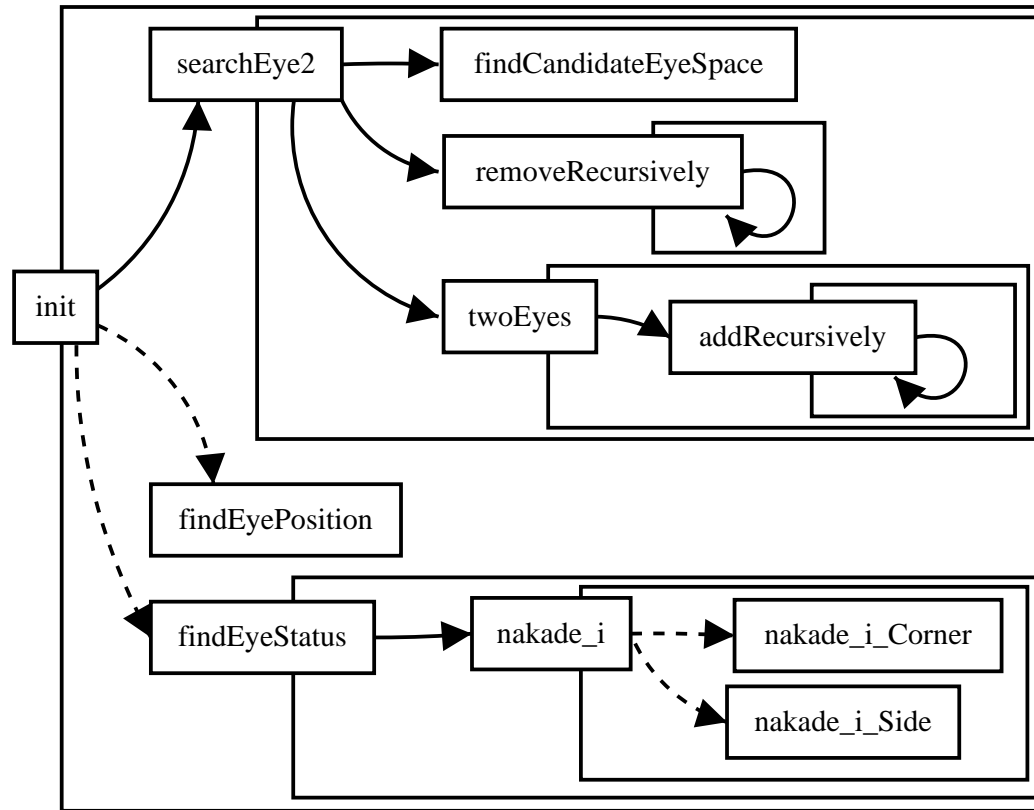 searchEye2
findCandidateEyeSpace
removeRecursively
init
twoEyes
addRecursively
findEyePosition
findEyeStatus
nakade_i
nakade_i_Corner
nakade_i_Side